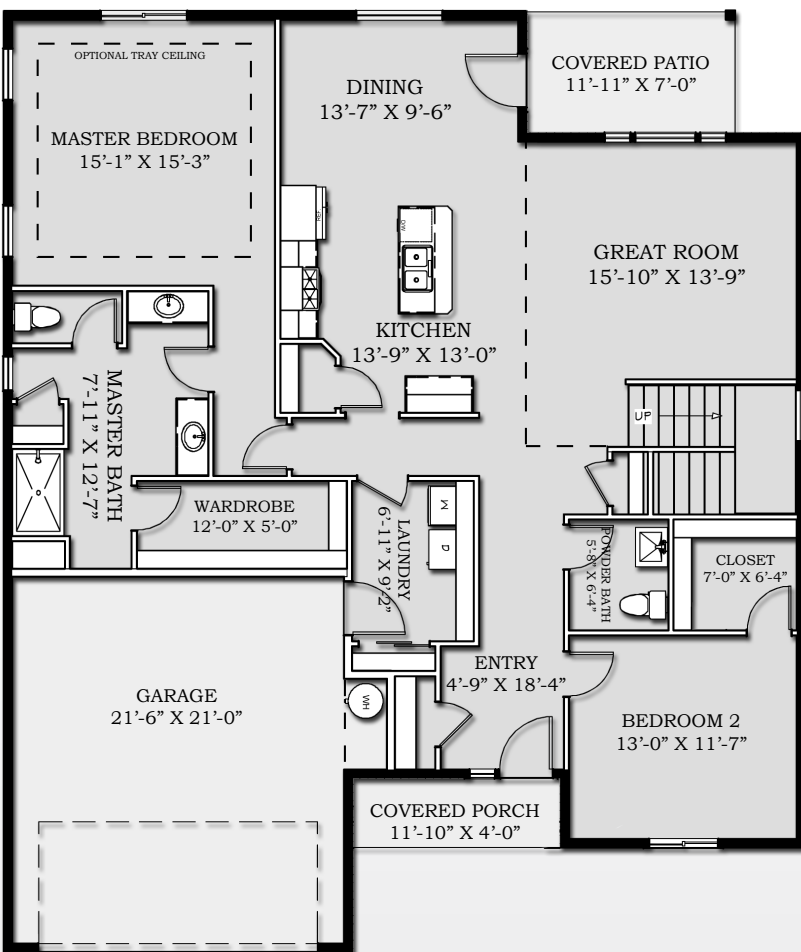 OPTIONAL TRAY CEILING
MASTER BEDROOM
15’-1” X 15’-3”
DINING
13’-7” X 9’-6”
COVERED PATIO
11’-11” X 7’-0”
REF.
D/W
GREAT ROOM
15’-10” X 13’-9”
KITCHEN
13’-9” X 13’-0”
UP
MASTER BATH
7’-11” X 12’-7”
WARDROBE
12’-0” X 5’-0”
LAUNDRY
6’-11” X 9’-2”
W
D
POWDER BATH
5’-8” X 6’-4”
CLOSET
7’-0” X 6’-4”
ENTRY
4’-9” X 18’-4”
GARAGE
21’-6” X 21’-0”
WH
BEDROOM 2
13’-0” X 11’-7”
COVERED PORCH
11’-10” X 4’-0”